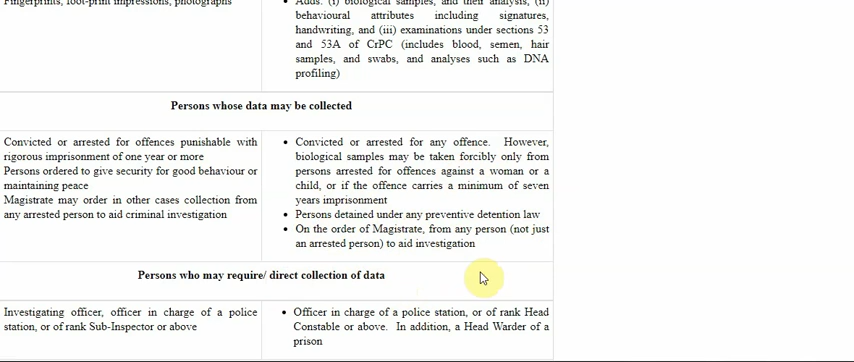 Fingerprints, foot-print impressions, photographs
• Adds: (i) biological samples, and their analysis, (ii)
behavioural attributes including signatures,
handwriting, and (iii) examinations under sections 53
and 53A of CrPC (includes blood, semen, hair
samples, and swabs, and analyses such as DNA
profiling)
Persons whose data may be collected
Convicted or arrested for offences punishable with
rigorous imprisonment of one year or more
Persons ordered to give security for good behaviour or
maintaining peace
Magistrate may order in other cases collection from
any arrested person to aid criminal investigation
• Convicted or arrested for any offence. However,
biological samples may be taken forcibly only from
persons arrested for offences against a woman or a
child, or if the offence carries a minimum of seven
years imprisonment
• Persons detained under any preventive detention law
• On the order of Magistrate, from any person (not just
an arrested person) to aid investigation
Persons who may require/ direct collection of data
Investigating officer, officer in charge of a police
station, or of rank Sub-Inspector or above
• Officer in charge of a police station, or of rank Head
Constable or above. In addition, a Head Warder of a
prison